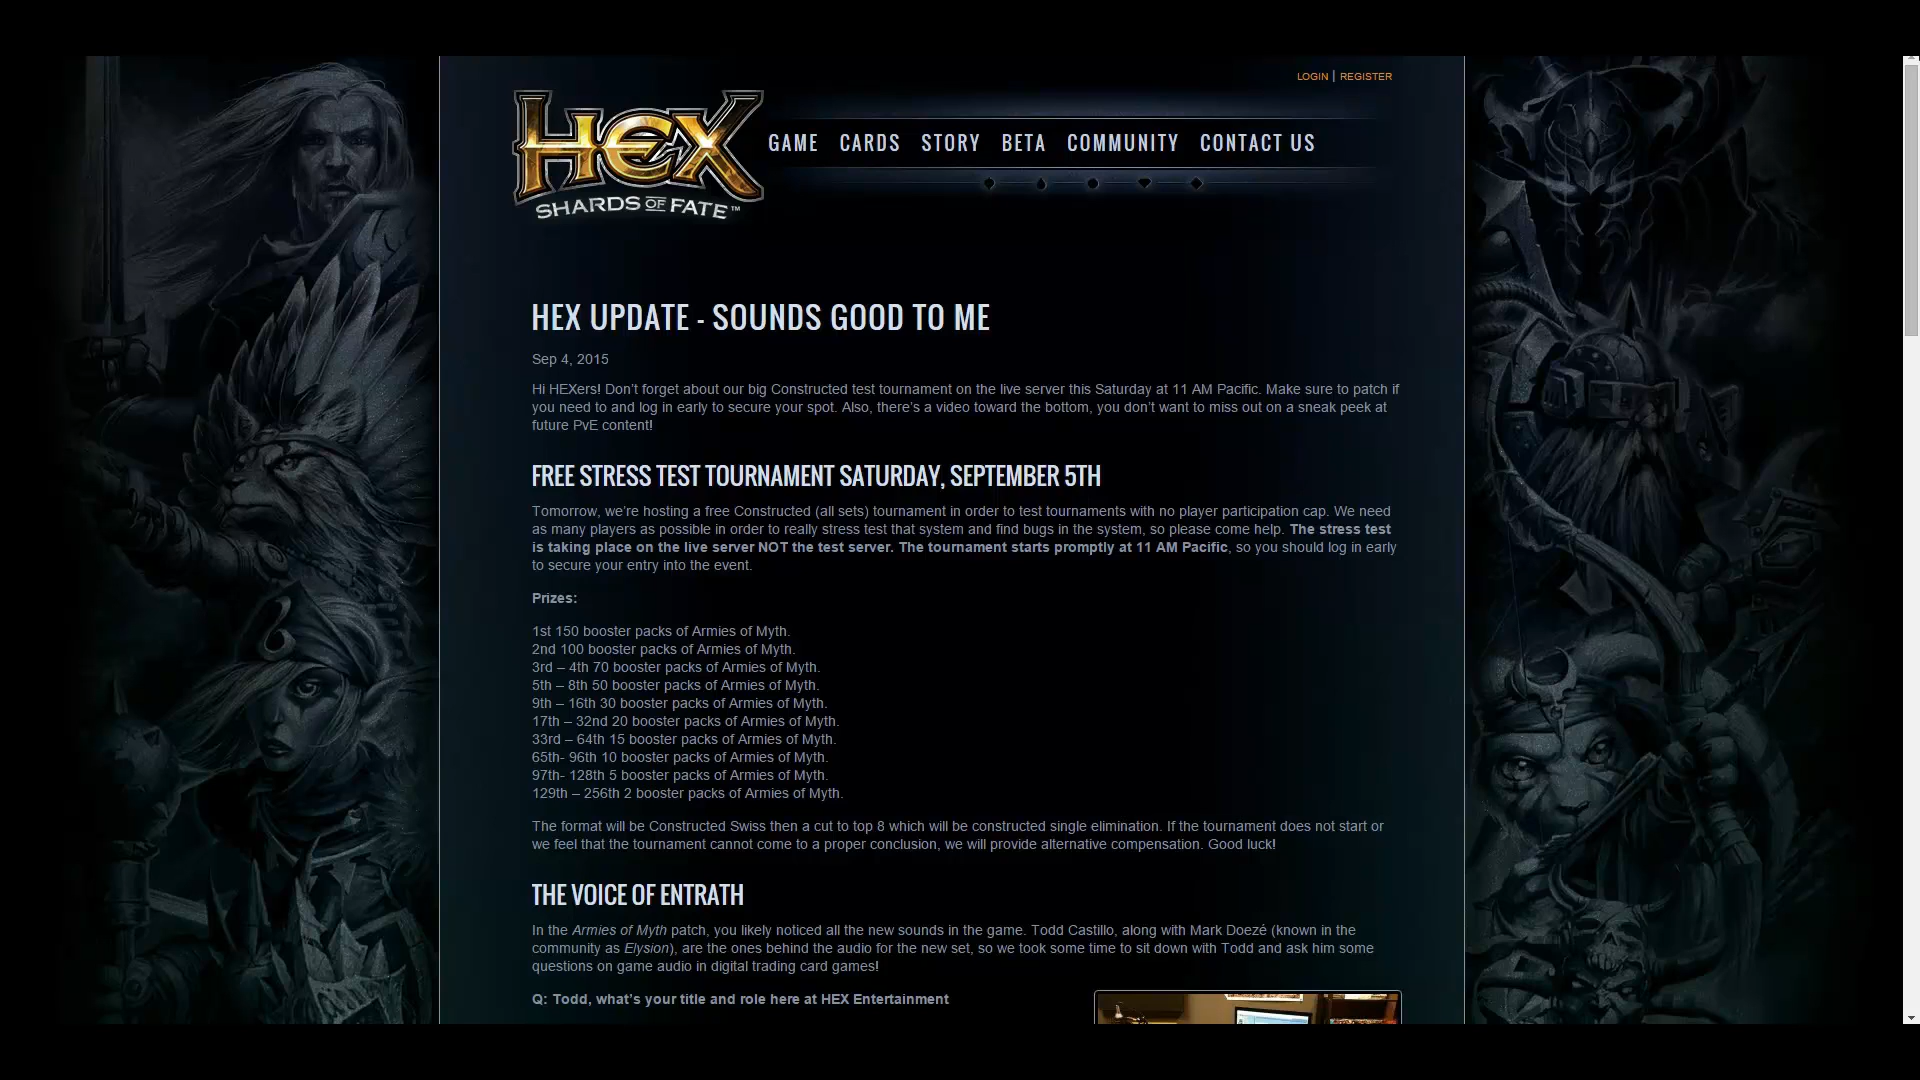 LOGIN | REGISTER
HEX
SHARDS OF FATE™
GAME CARDS STORY BETA COMMUNITY CONTACT US
HEX UPDATE - SOUNDS GOOD TO ME
Sep 4, 2015
Hi HEXers! Don't forget about our big Constructed test tournament on the live server this Saturday at 11 AM Pacific. Make sure to patch if
you need to and log in early to secure your spot. Also, there's a video toward the bottom, you don't want to miss out on a sneak peek at
future PvE content!
FREE STRESS TEST TOURNAMENT SATURDAY, SEPTEMBER 5TH
Tomorrow, we're hosting a free Constructed (all sets) tournament in order to test tournaments with no player participation cap. We need
as many players as possible in order to really stress test that system and find bugs in the system, so please come help. The stress test
is taking place on the live server NOT the test server. The tournament starts promptly at 11 AM Pacific, so you should log in early
to secure your entry into the event.
Prizes:
1st 150 booster packs of Armies of Myth.
2nd 100 booster packs of Armies of Myth.
3rd – 4th 70 booster packs of Armies of Myth.
5th – 8th 50 booster packs of Armies of Myth.
9th – 16th 30 booster packs of Armies of Myth.
17th – 32nd 20 booster packs of Armies of Myth.
33rd – 64th 15 booster packs of Armies of Myth.
65th- 96th 10 booster packs of Armies of Myth.
97th- 128th 5 booster packs of Armies of Myth.
129th – 256th 2 booster packs of Armies of Myth.
The format will be Constructed Swiss then a cut to top 8 which will be constructed single elimination. If the tournament does not start or
we feel that the tournament cannot come to a proper conclusion, we will provide alternative compensation. Good luck!
THE VOICE OF ENTRATH
In the Armies of Myth patch, you likely noticed all the new sounds in the game. Todd Castillo, along with Mark Doezé (known in the
community as Elysion), are the ones behind the audio for the new set, so we took some time to sit down with Todd and ask him some
questions on game audio in digital trading card games!
Q: Todd, what's your title and role here at HEX Entertainment